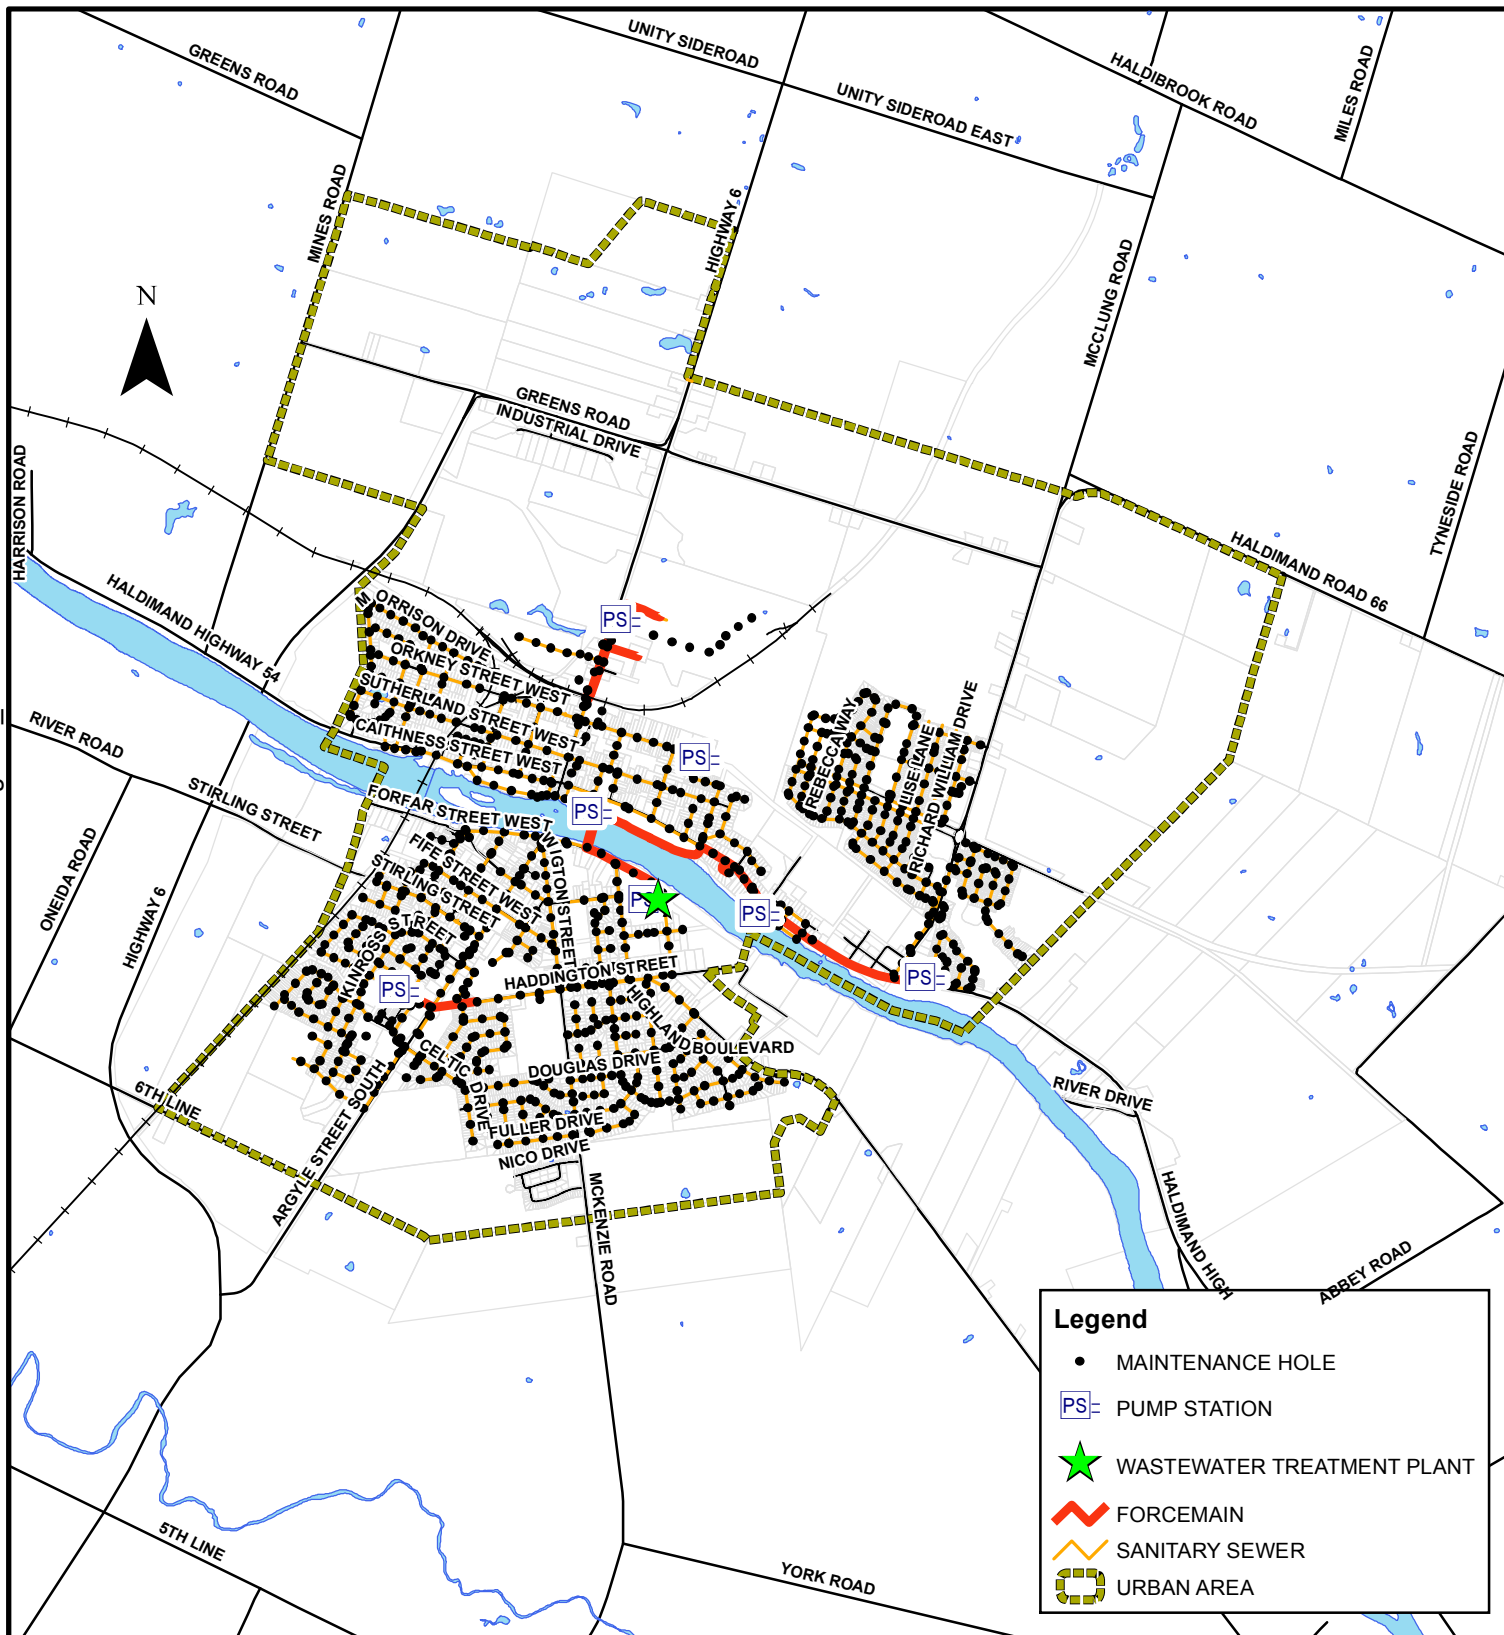 UNITY SIDEROAD
GREENS ROAD
HALDIBROOK ROAD
MILES ROAD
UNITY SIDEROAD EAST
MINES ROAD
HIGHWAY 6
MCCLUNG ROAD
N
GREENS ROAD
INDUSTRIAL DRIVE
HARRISON ROAD
TYNESIDE ROAD
HALDIMAND ROAD 66
HALDIMAND HIGHWAY 54
MORRISON DRIVE
PS
ORKNEY STREET WEST
SUTHERLAND STREET WEST
CAITHNESS STREET WEST
PS
REBECCA WAY
LISE LANE
RICHARD WILLIAM DRIVE
RIVER ROAD
STIRLING STREET
FORFAR STREET WEST
PS
ONEIDA ROAD
HIGHWAY 6
FIFE STREET WEST
STIRLING STREET
WIGTON STREET
PS
PS
KINROSS STREET
HADDINGTON STREET
PS
PS
HIGHLAND BOULEVARD
CELTIC DRIVE
DOUGLAS DRIVE
6TH LINE
ARGYLE STREET SOUTH
FULLER DRIVE
NICO DRIVE
RIVER DRIVE
MCKENZIE ROAD
HALDIMAND HIGH
ABBEY ROAD
5TH LINE
YORK ROAD
Legend
MAINTENANCE HOLE
PS PUMP STATION
WASTEWATER TREATMENT PLANT
FORCEMAIN
SANITARY SEWER
URBAN AREA